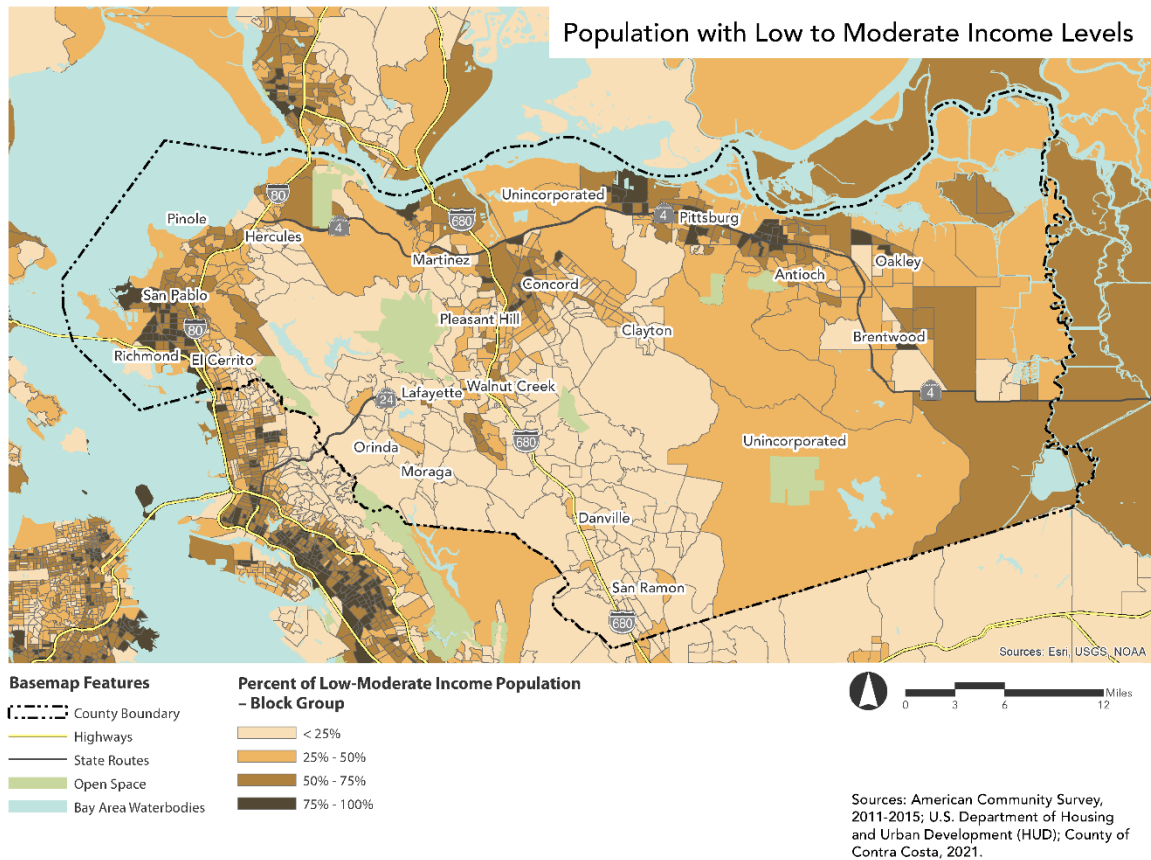 Population with Low to Moderate Income Levels
Unincorporated
80
Pinole
4
Pittsburg
680
Hercules
4
Martinez
Oakley
Antioch
Concord
San Pablo
80
Pleasant Hill
Clayton
Brentwood
Richmond
El Cerrito
Walnut Creek
Lafayette
24
4
680
Unincorporated
Orinda
Moraga
Danville
San Ramon
680
Sources: Esri, USGS, NOAA
Basemap Features
County Boundary
Highways
State Routes
Open Space
Bay Area Waterbodies
Percent of Low-Moderate Income Population
– Block Group
< 25%
25% - 50%
50% - 75%
75% - 100%
Miles
0 3 6 12
Sources: American Community Survey,
2011-2015; U.S. Department of Housing
and Urban Development (HUD); County of
Contra Costa, 2021.